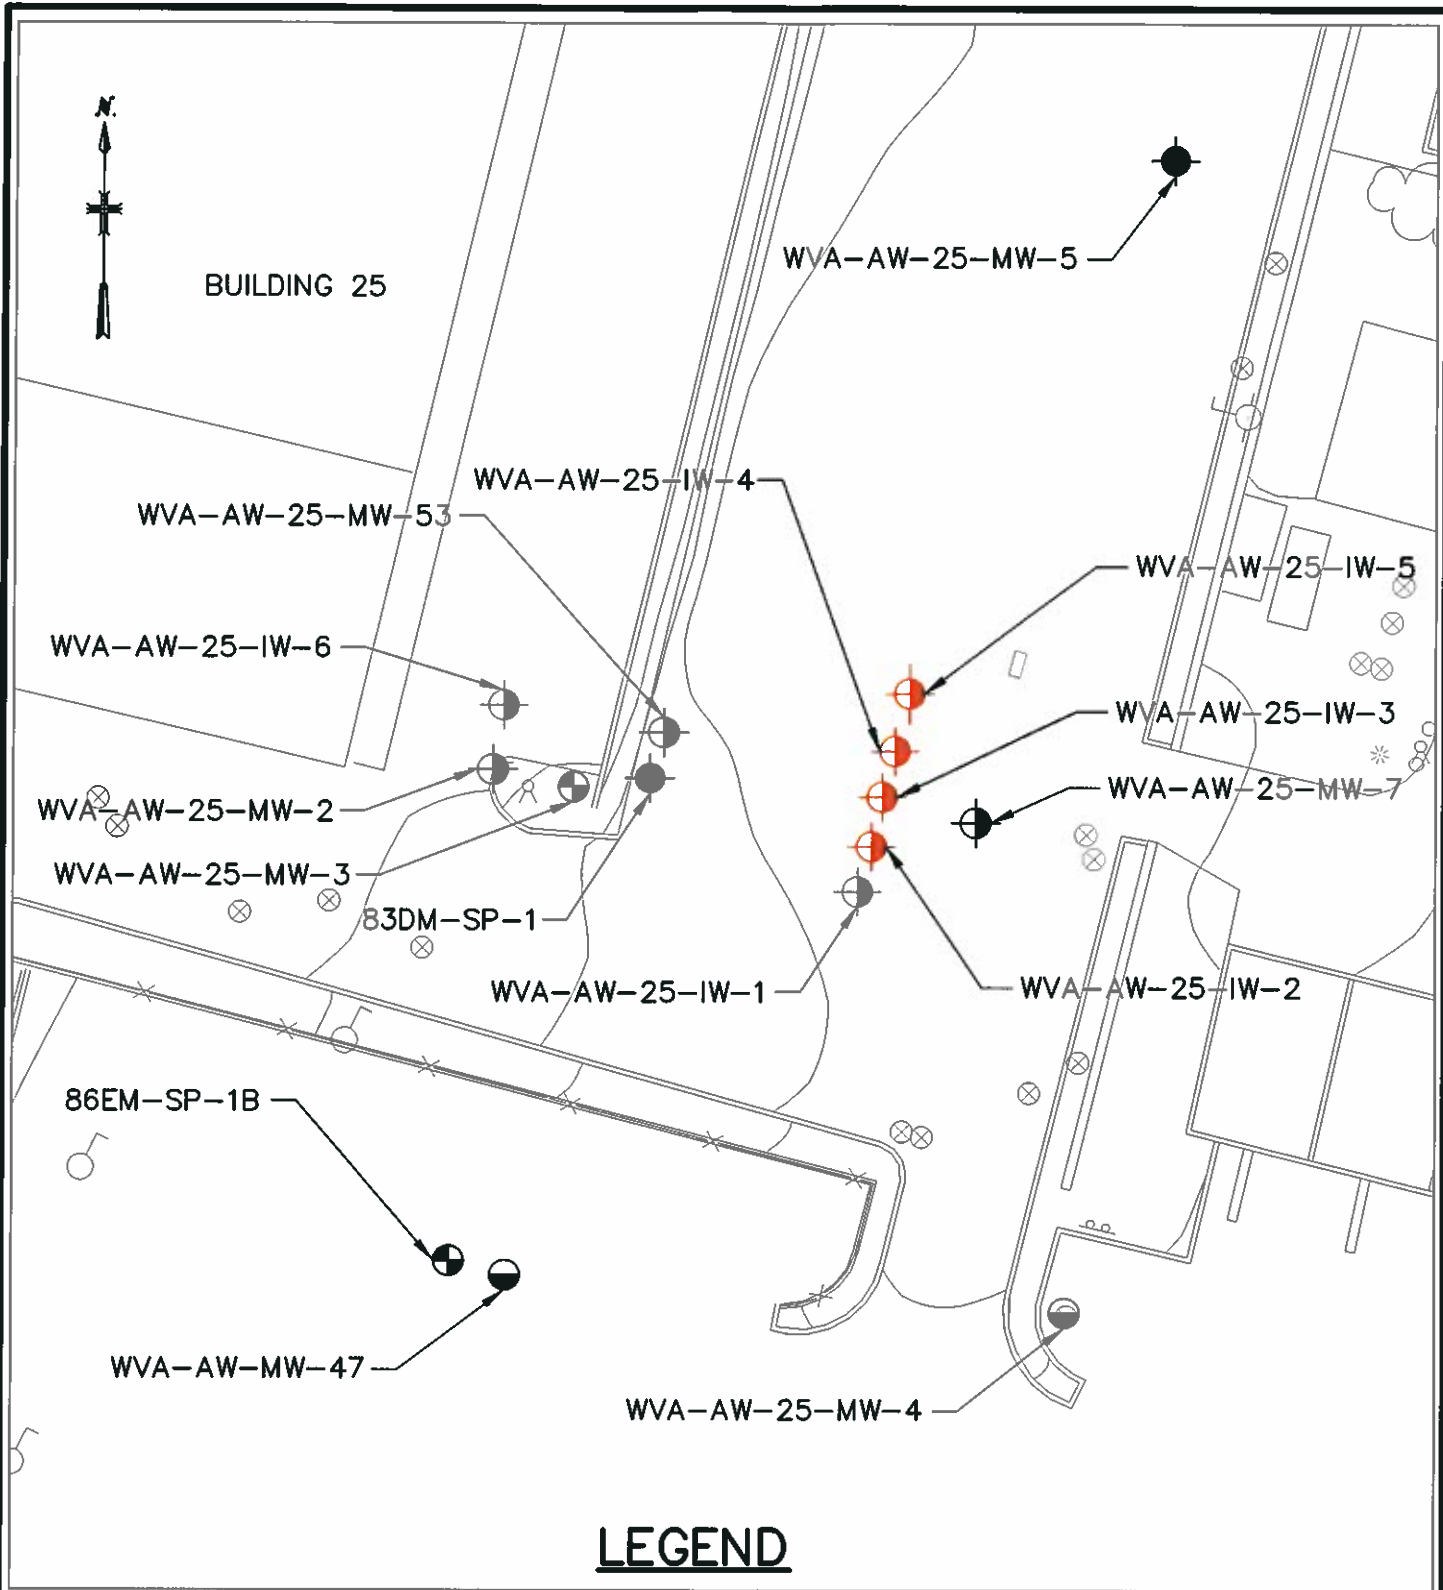 N.
BUILDING 25
WVA-AW-25-MW-5
WVA-AW-25-IW-4
WVA-AW-25-MW-53
WVA-AW-25-IW-5
WVA-AW-25-IW-6
WVA-AW-25-IW-3
WVA-AW-25-MW-7
WVA-AW-25-MW-2
WVA-AW-25-MW-3
83DM-SP-1
WVA-AW-25-IW-1
WVA-AW-25-IW-2
86EM-SP-1B
WVA-AW-MW-47
WVA-AW-25-MW-4
LEGEND